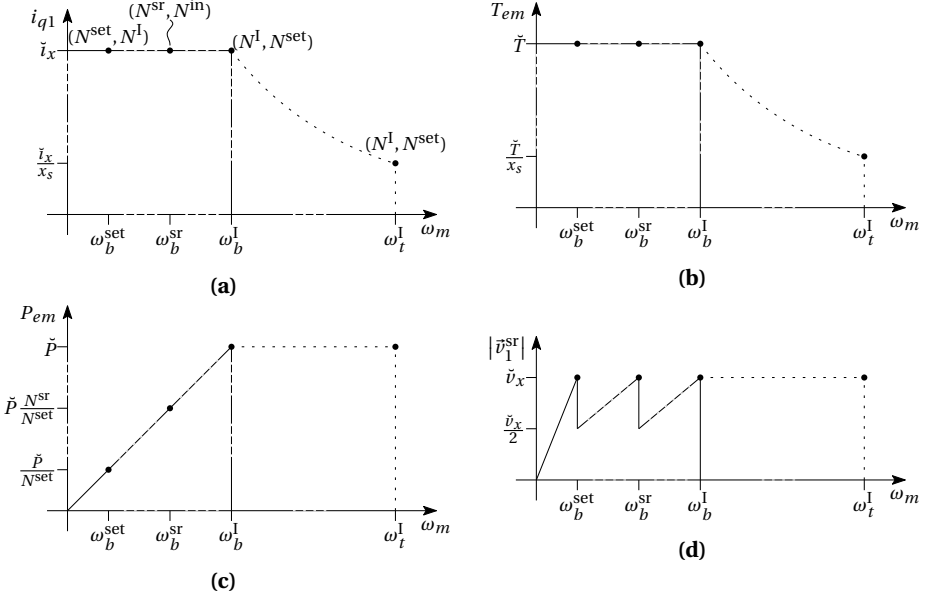 i_{q1}
(N^{sr}, N^{in})
(N^{set}, N^I)
(N^I, N^{set})
ĭ_x
(N^I, N^{set})
ĭ_x / x_s
ω_b^{set} ω_b^{sr} ω_b^I ω_t^I ω_m
(a)
T_{em}
T̆
T̆ / x_s
ω_b^{set} ω_b^{sr} ω_b^I ω_t^I ω_m
(b)
P_{em}
P̆
P̆ N^{sr} / N^{set}
P̆ / N^{set}
ω_b^{set} ω_b^{sr} ω_b^I ω_t^I ω_m
(c)
|v⃗_1^{sr}|
v̆_x
v̆_x / 2
ω_b^{set} ω_b^{sr} ω_b^I ω_t^I ω_m
(d)